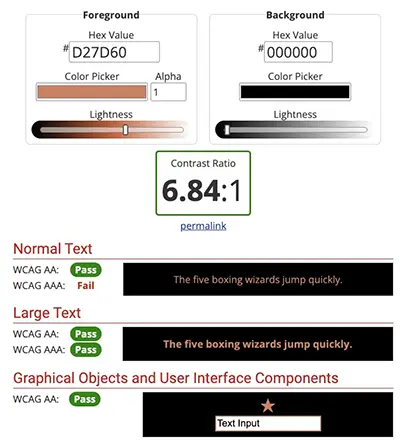 Foreground Background
Hex Value Hex Value
# D27D60 # 000000
Color Picker Alpha Color Picker
1
Lightness Lightness
Contrast Ratio
6.84:1
permalink
Normal Text
WCAG AA: Pass
WCAG AAA: Fail
The five boxing wizards jump quickly.
Large Text
WCAG AA: Pass
WCAG AAA: Pass
The five boxing wizards jump quickly.
Graphical Objects and User Interface Components
WCAG AA: Pass
Text Input